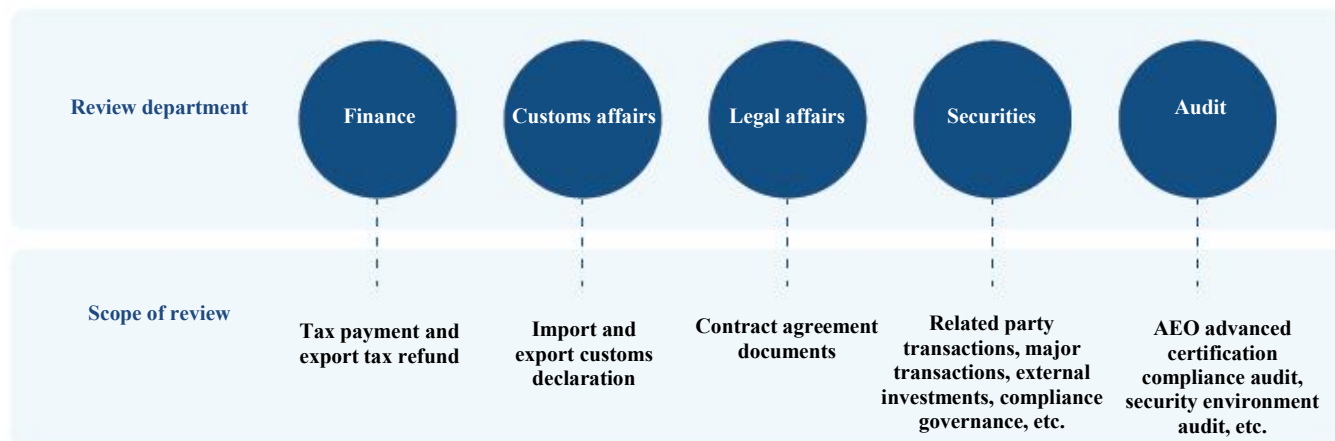 Review department
Finance
Customs affairs
Legal affairs
Securities
Audit
Scope of review
Tax payment and
export tax refund
Import and
export customs
declaration
Contract agreement
documents
Related party
transactions, major
transactions, external
investments, compliance
governance, etc.
AEO advanced
certification
compliance audit,
security environment
audit, etc.